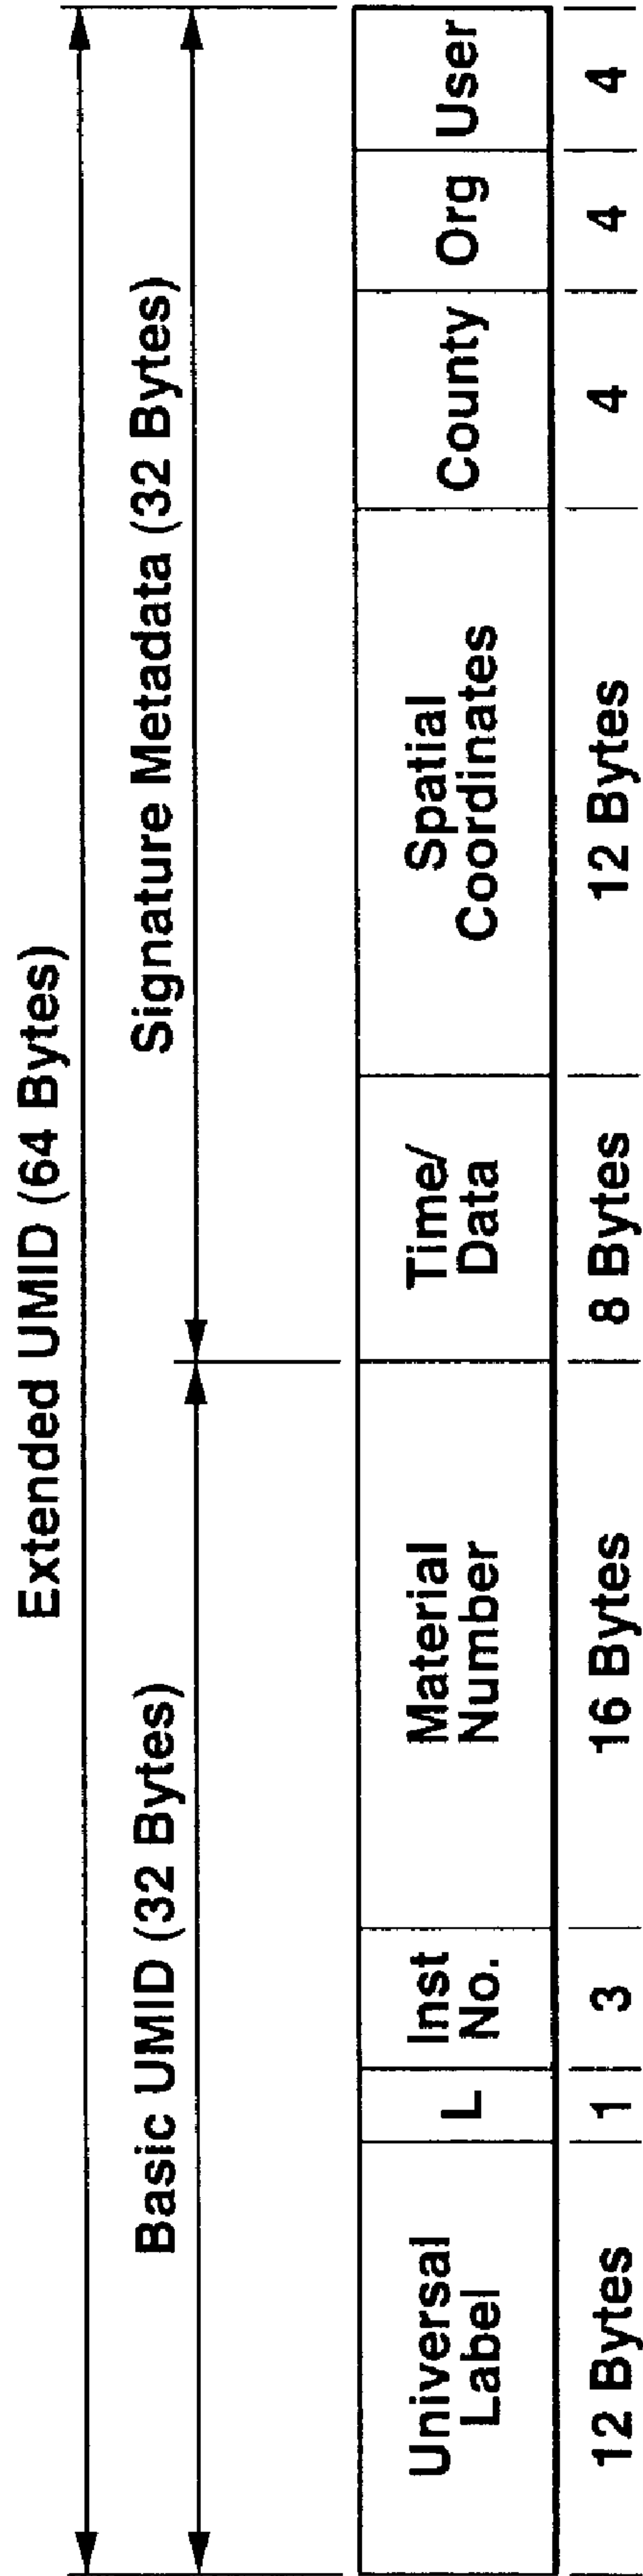 Extended UMID (64 Bytes)
Basic UMID (32 Bytes)
Signature Metadata (32 Bytes)
Universal
Label
L
Inst
No.
Material
Number
Time/
Data
Spatial
Coordinates
County
Org
User
12 Bytes
1
3
16 Bytes
8 Bytes
12 Bytes
4
4
4